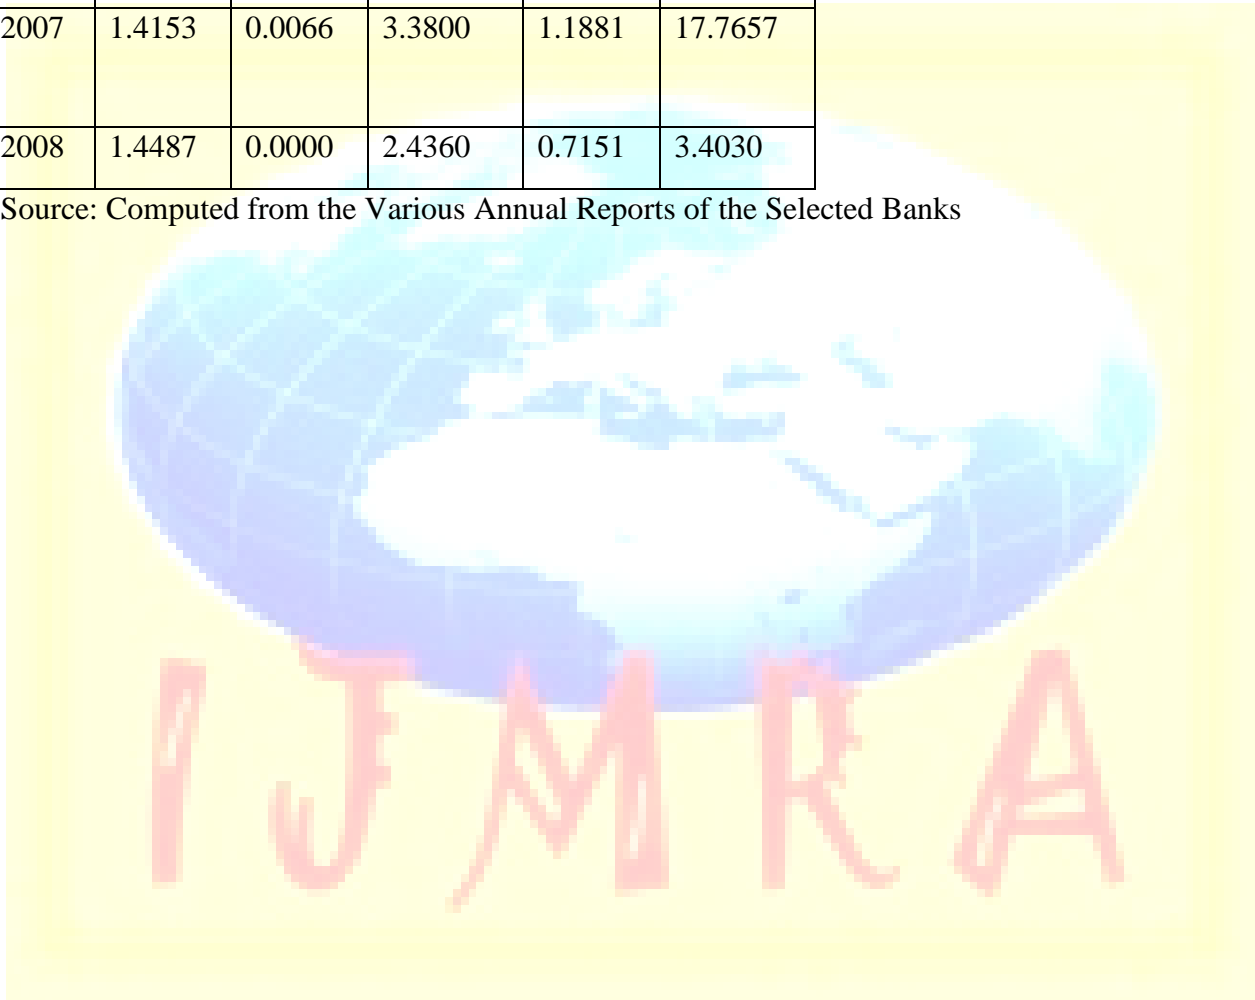 2007 1.4153 0.0066 3.3800 1.1881 17.7657
2008 1.4487 0.0000 2.4360 0.7151 3.4030
Source: Computed from the Various Annual Reports of the Selected Banks
IJMRA